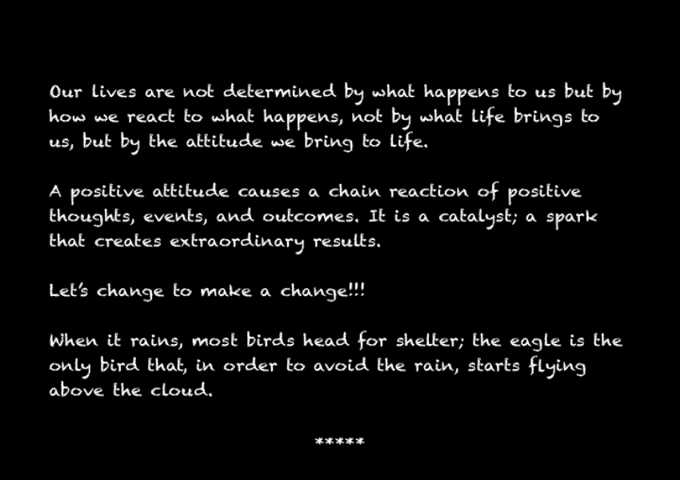 Our lives are not determined by what happens to us but by
how we react to what happens, not by what life brings to
us, but by the attitude we bring to life.
A positive attitude causes a chain reaction of positive
thoughts, events, and outcomes. It is a catalyst; a spark
that creates extraordinary results.
Let's change to make a change!!!
When it rains, most birds head for shelter; the eagle is the
only bird that, in order to avoid the rain, starts flying
above the cloud.
*****